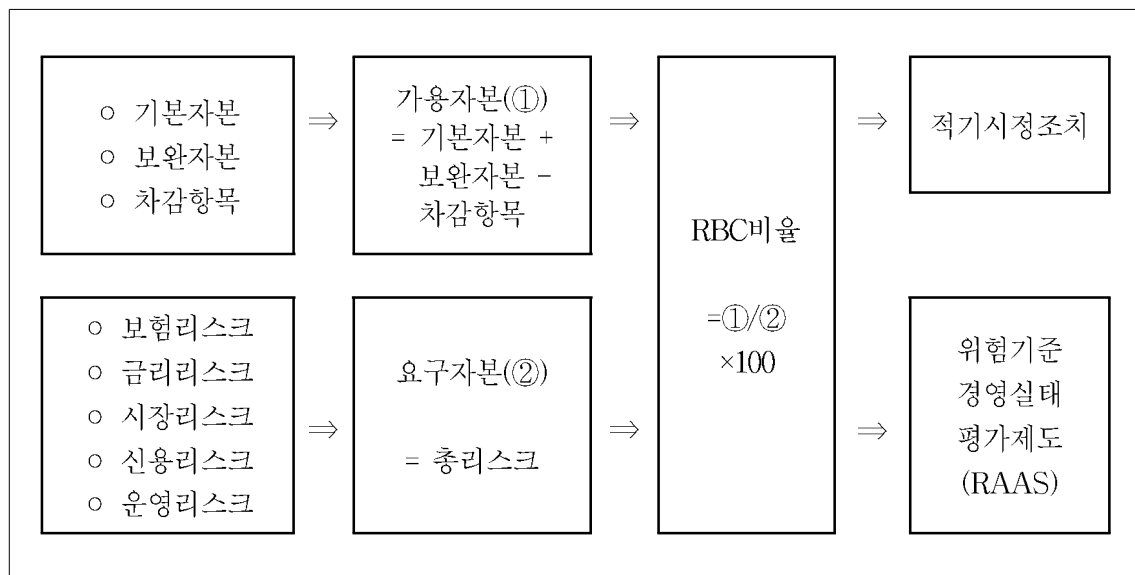 ○ 기본자본
○ 보완자본
○ 차감항목
⇒
가용자본(①)
= 기본자본 +
보완자본 -
차감항목
⇒
○ 보험리스크
○ 금리리스크
○ 시장리스크
○ 신용리스크
○ 운영리스크
⇒
요구자본(②)
= 총리스크
⇒
RBC비율
=①/②
×100
⇒
적기시정조치
⇒
위험기준
경영실태
평가제도
(RAAS)